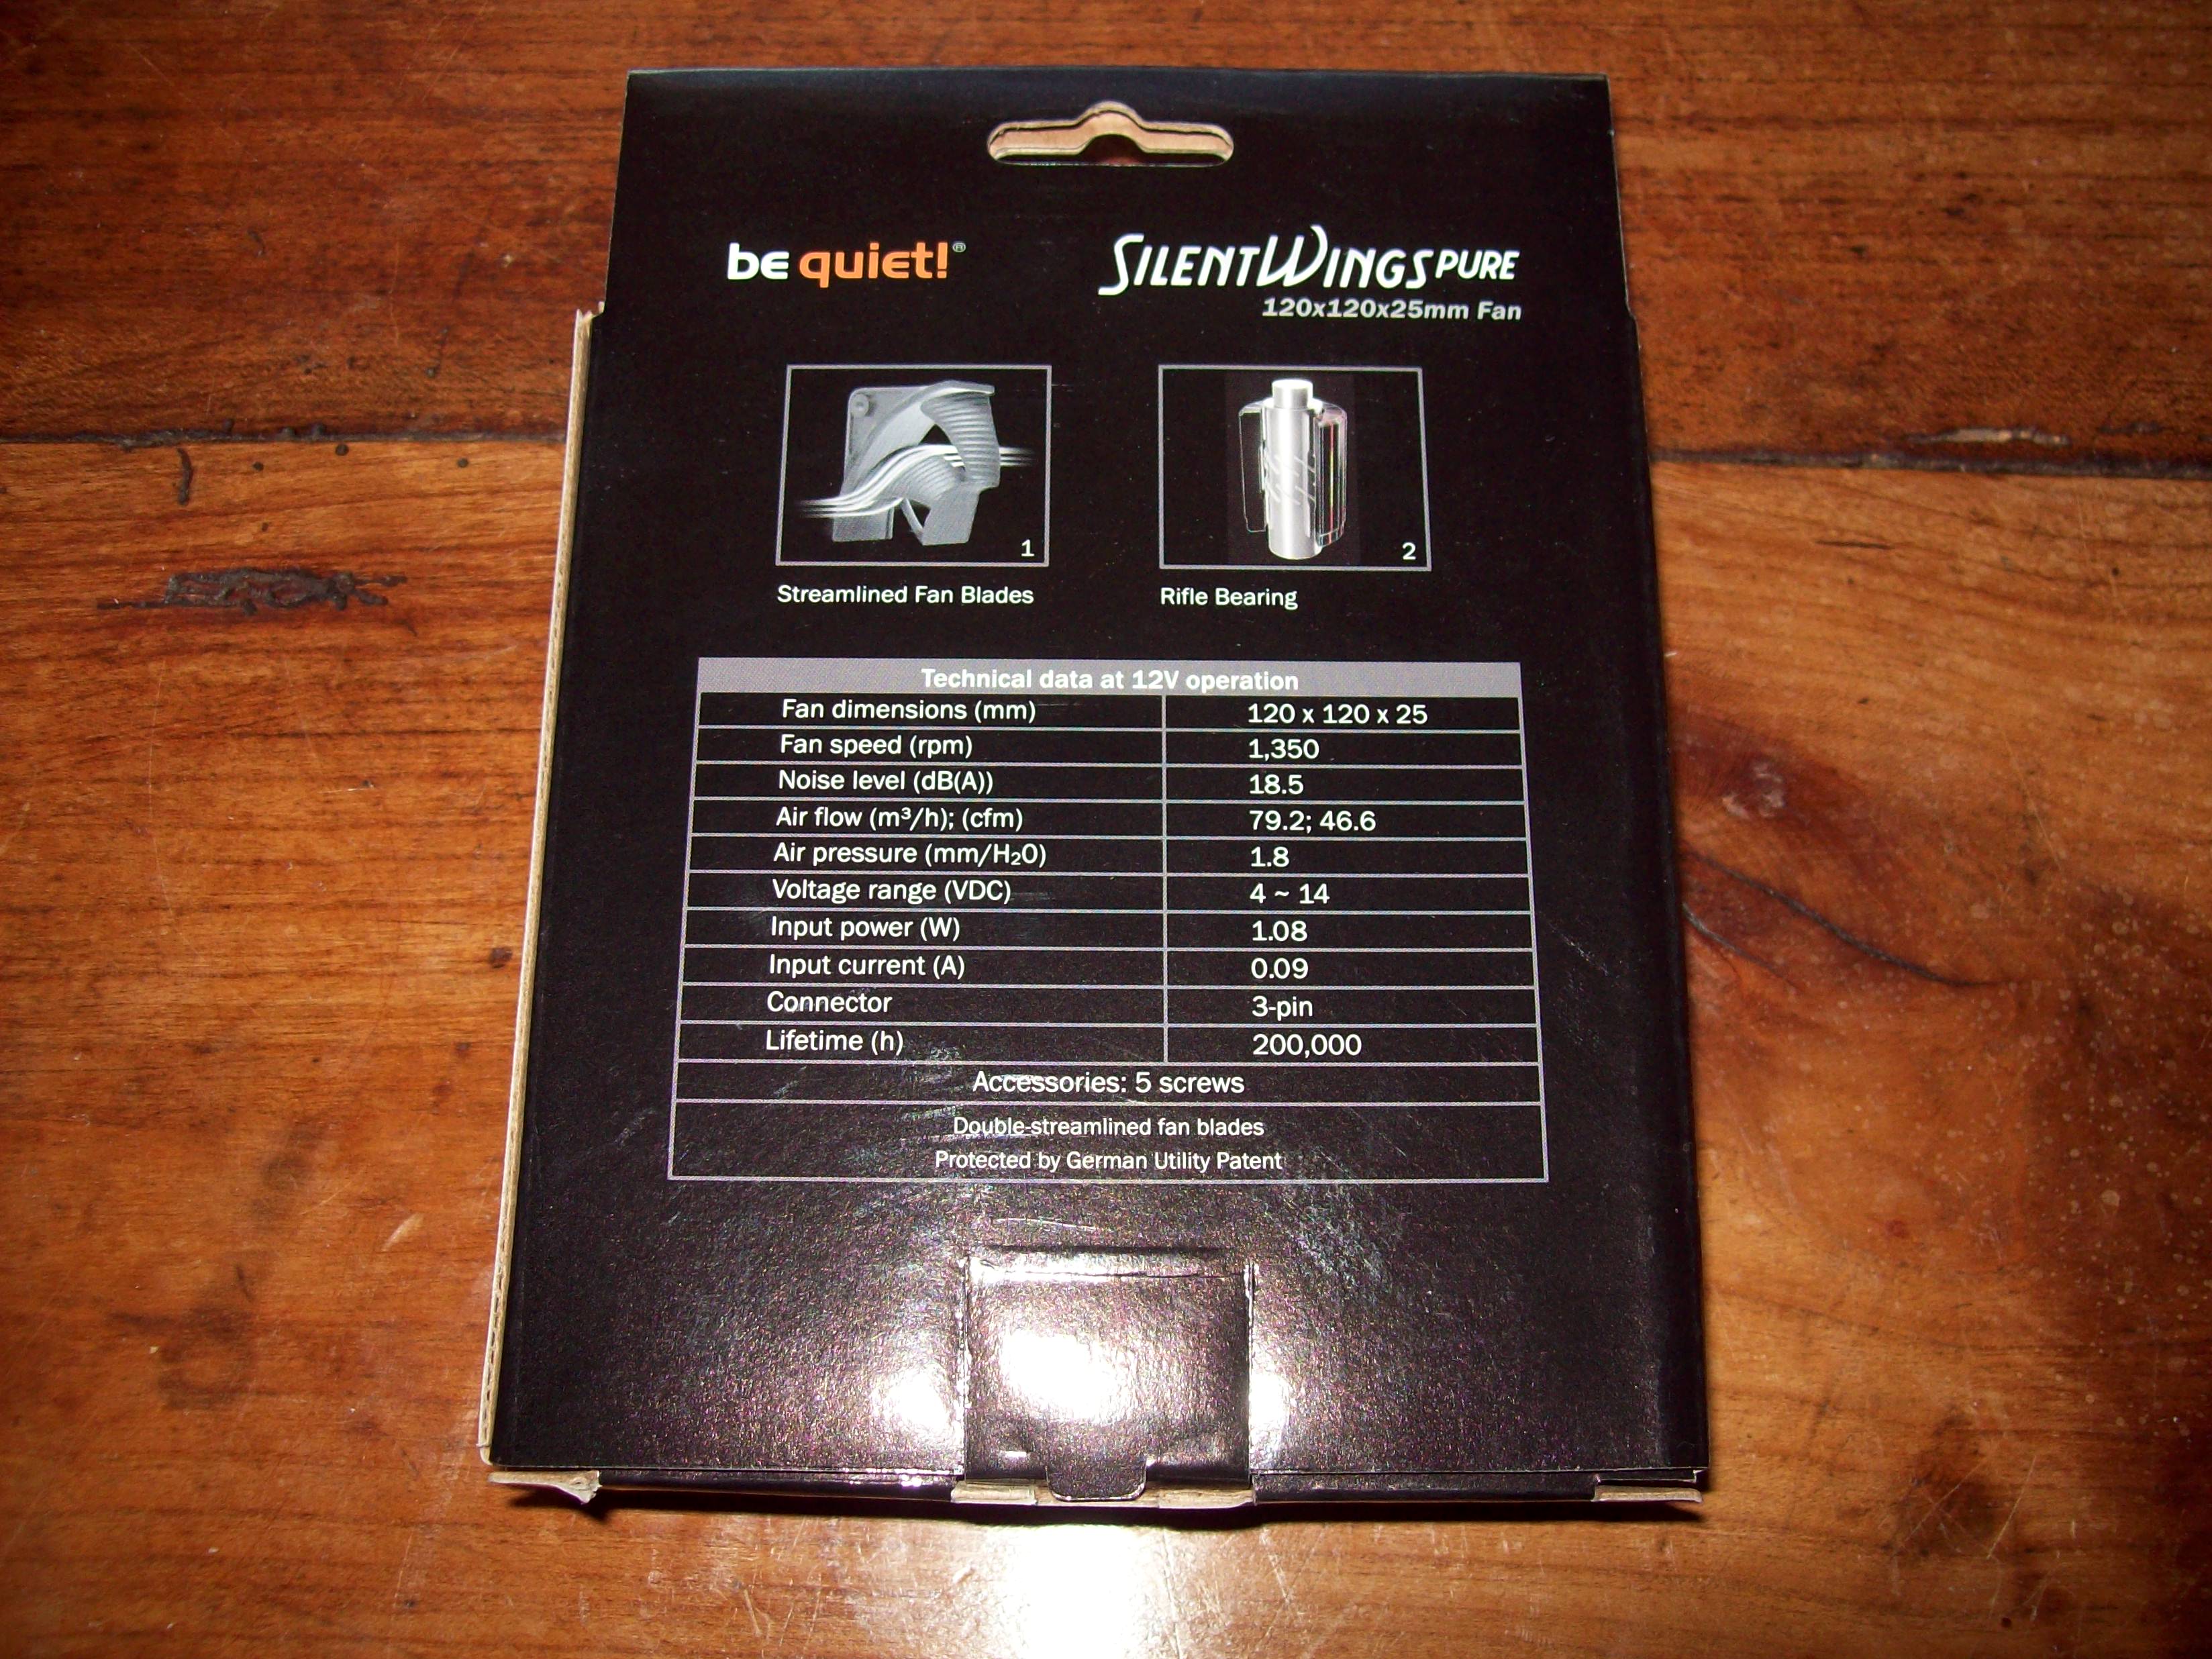 be quiet!®
SILENTWINGS PURE
120x120x25mm Fan
1
2
Streamlined Fan Blades
Rifle Bearing
Technical data at 12V operation
Fan dimensions (mm) 120 x 120 x 25
Fan speed (rpm) 1,350
Noise level (dB(A)) 18.5
Air flow (m³/h); (cfm) 79.2; 46.6
Air pressure (mm/H₂O) 1.8
Voltage range (VDC) 4 ~ 14
Input power (W) 1.08
Input current (A) 0.09
Connector 3-pin
Lifetime (h) 200,000
Accessories: 5 screws
Double-streamlined fan blades
Protected by German Utility Patent